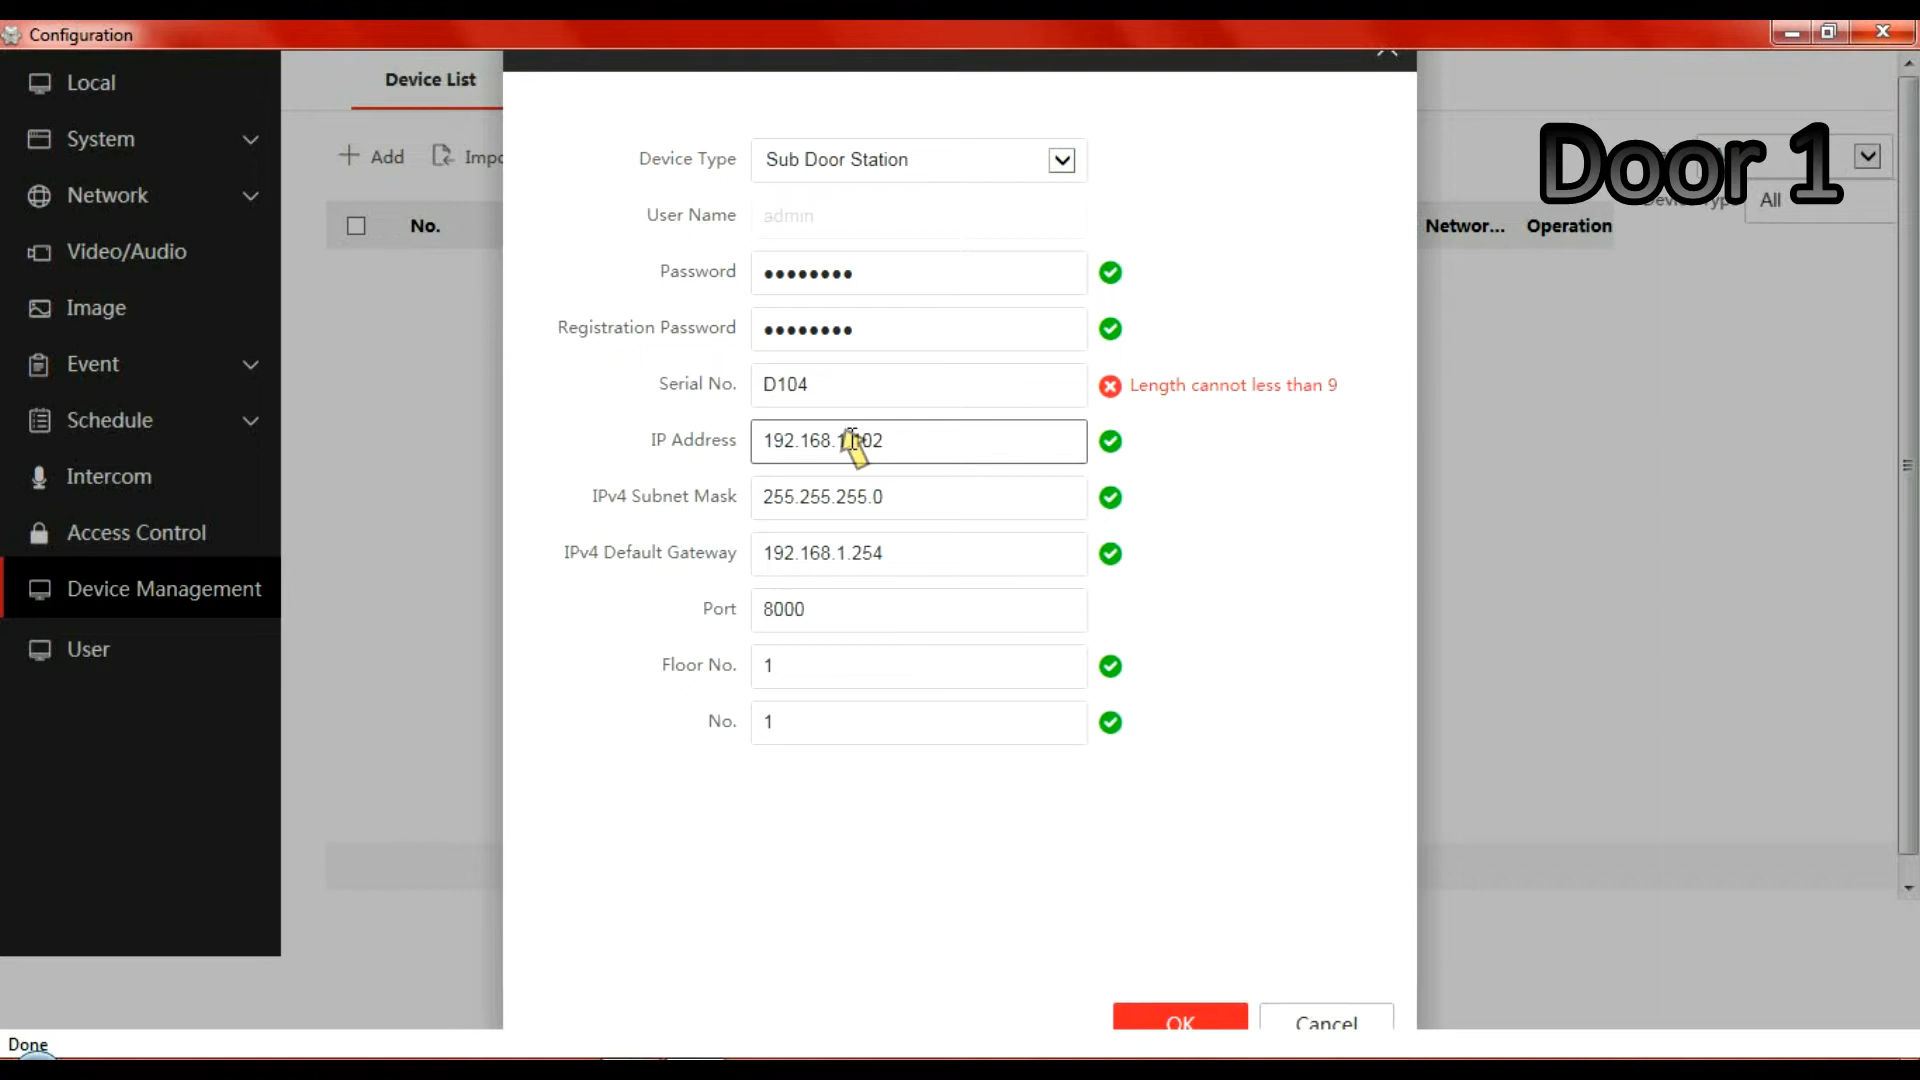 Configuration
Local
System
Network
Video/Audio
Image
Event
Schedule
Intercom
Access Control
Device Management
User
Device List
Add
Impo
No.
Networ...
Operation
All
Door 1
Device Type
Sub Door Station
User Name
admin
Password
••••••••
Registration Password
••••••••
Serial No.
D104
Length cannot less than 9
IP Address
IPv4 Subnet Mask
255.255.255.0
IPv4 Default Gateway
192.168.1.254
Port
8000
Floor No.
1
No.
1
OK
Cancel
Done